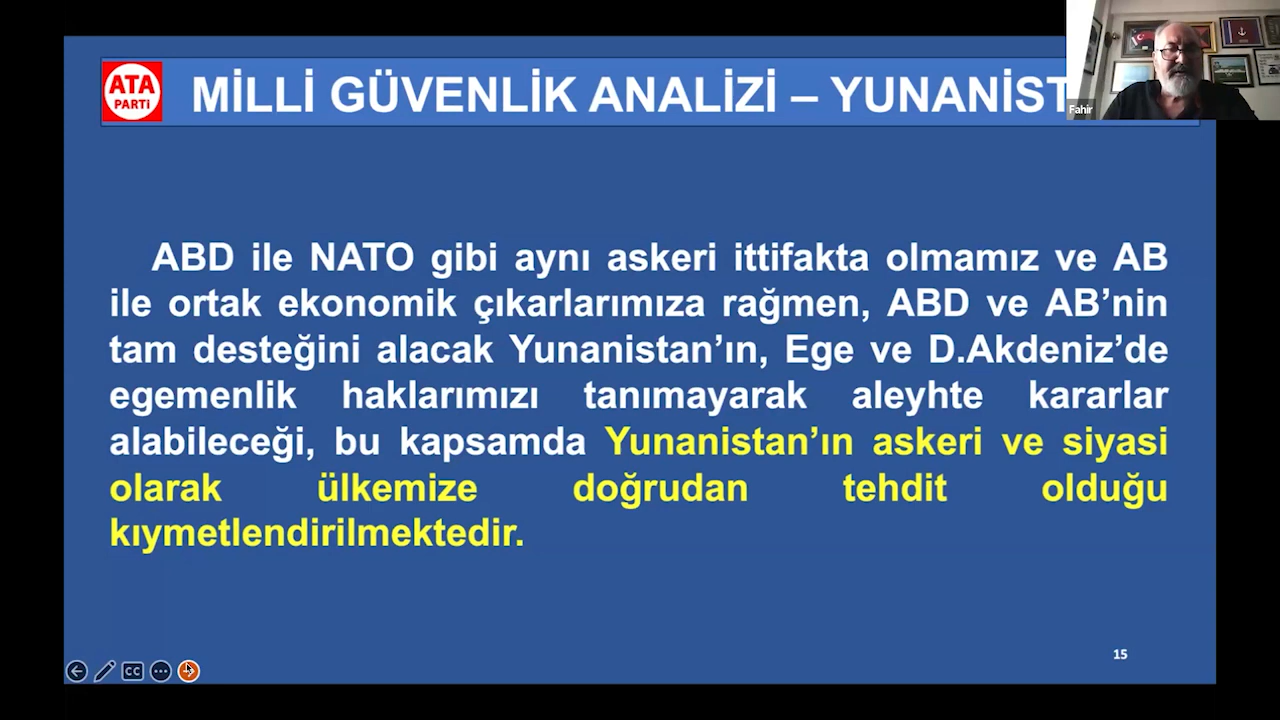 ATA
PARTİ
MİLLİ GÜVENLİK ANALİZİ – YUNANİST
Fahir
ABD ile NATO gibi aynı askeri ittifakta olmamız ve AB
ile ortak ekonomik çıkarlarımıza rağmen, ABD ve AB’nin
tam desteğini alacak Yunanistan’ın, Ege ve D.Akdeniz’de
egemenlik haklarımızı tanımayarak aleyhte kararlar
alabileceği, bu kapsamda Yunanistan’ın askeri ve siyasi
olarak ülkemize doğrudan tehdit olduğu
kıymetlendirilmektedir.
CC
15